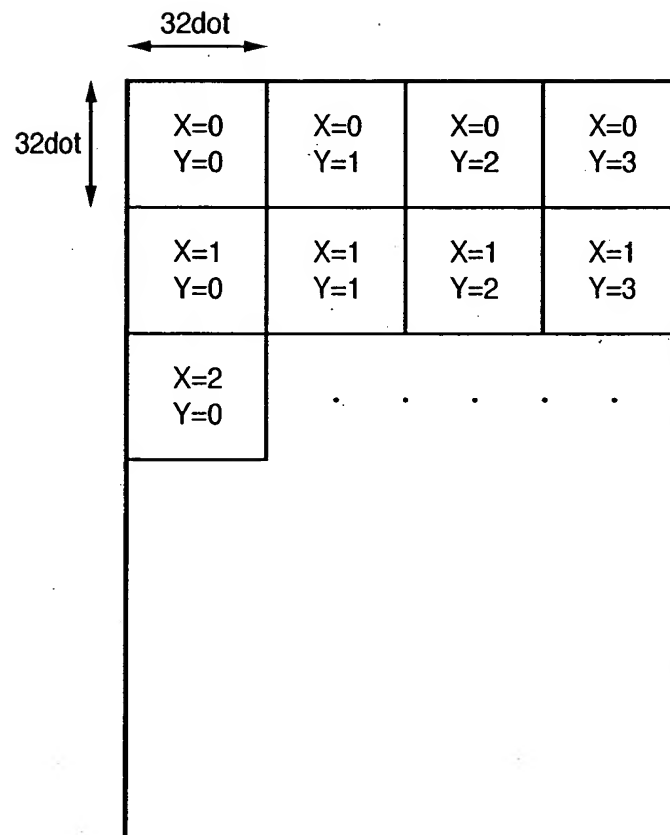 32dot
32dot
X=0
Y=0
X=0
Y=1
X=0
Y=2
X=0
Y=3
X=1
Y=0
X=1
Y=1
X=1
Y=2
X=1
Y=3
X=2
Y=0
. . . . .